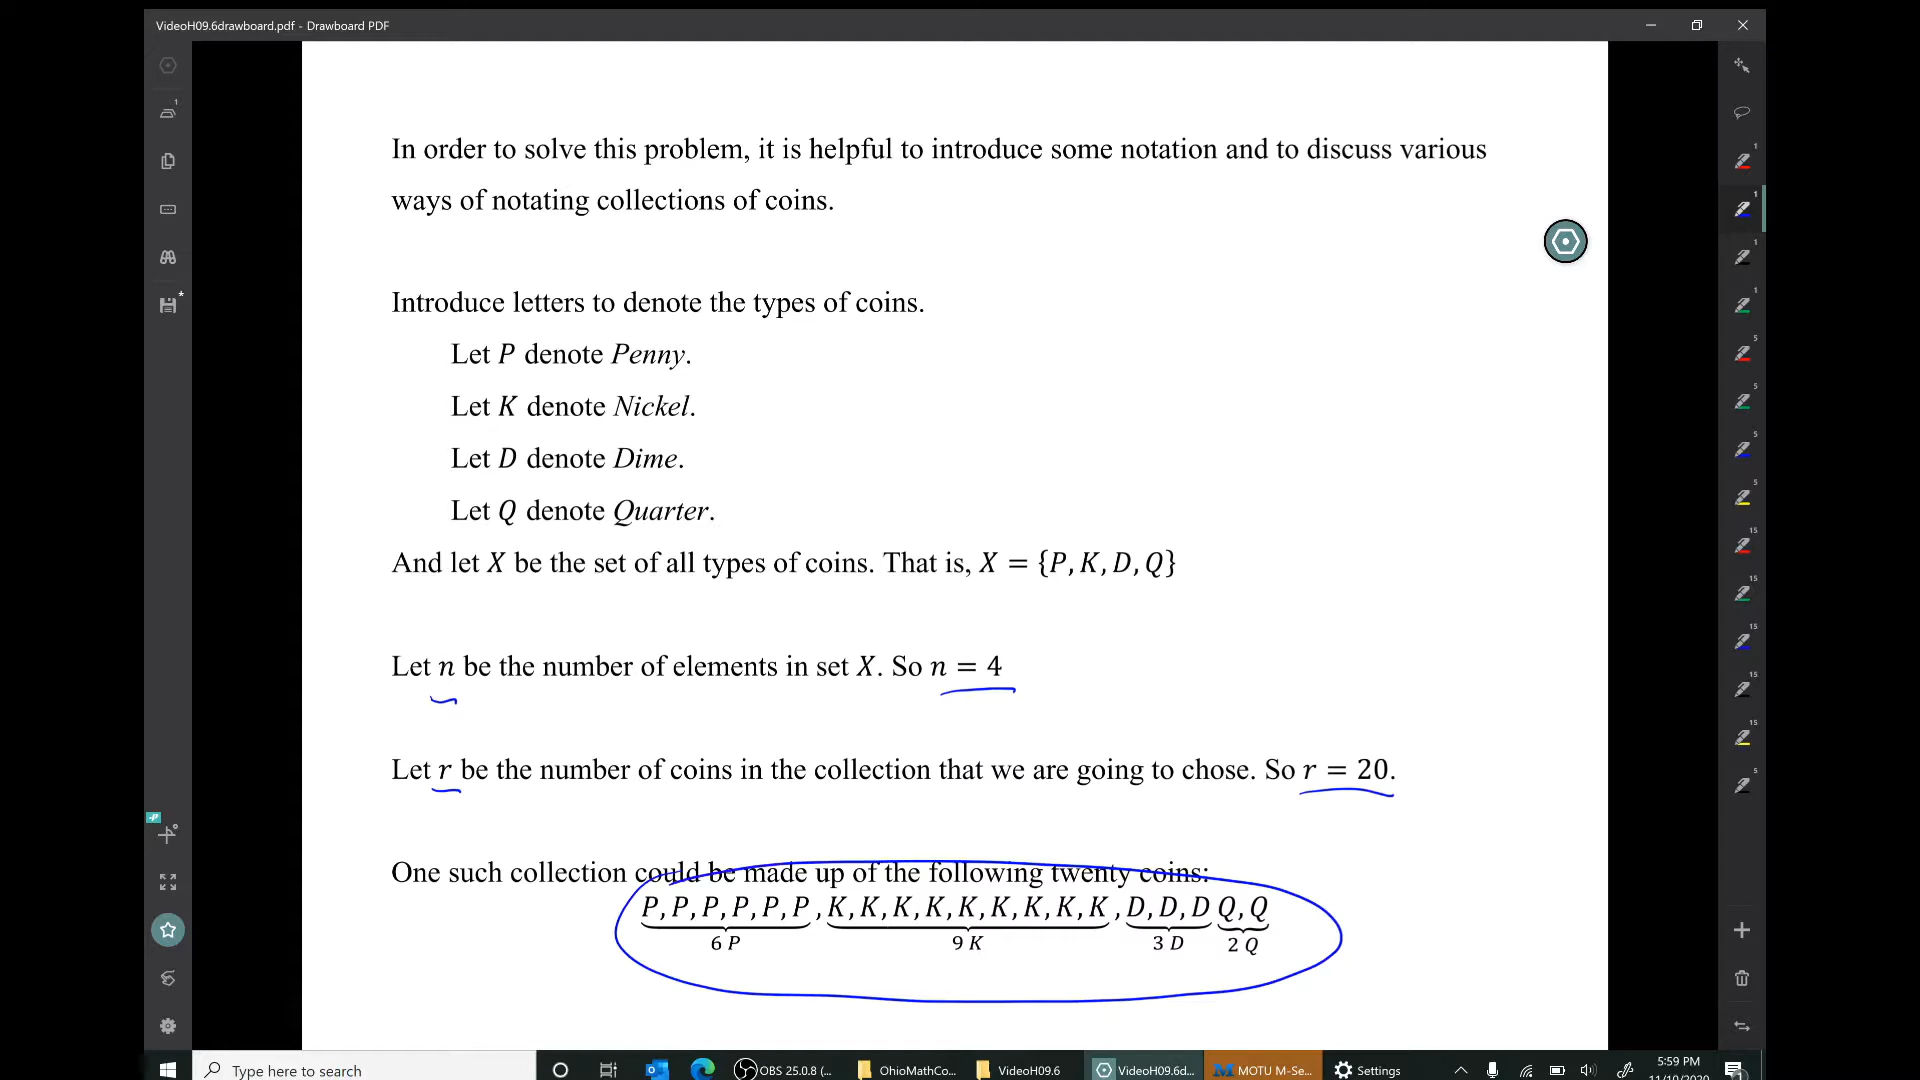 VideoH09.6drawboard.pdf - Drawboard PDF
In order to solve this problem, it is helpful to introduce some notation and to discuss various
ways of notating collections of coins.
Introduce letters to denote the types of coins.
Let P denote Penny.
Let K denote Nickel.
Let D denote Dime.
Let Q denote Quarter.
And let X be the set of all types of coins. That is, X = {P, K, D, Q}
Let n be the number of elements in set X. So n = 4
Let r be the number of coins in the collection that we are going to chose. So r = 20.
One such collection could be made up of the following twenty coins:
P, P, P, P, P, P , K, K, K, K, K, K, K, K, K , D, D, D Q, Q
6 P 9 K 3 D 2 Q
Type here to search OBS 25.0.8 (... OhioMathCo... VideoH09.6 VideoH09.6d... MOTU M-Se... Settings 5:59 PM